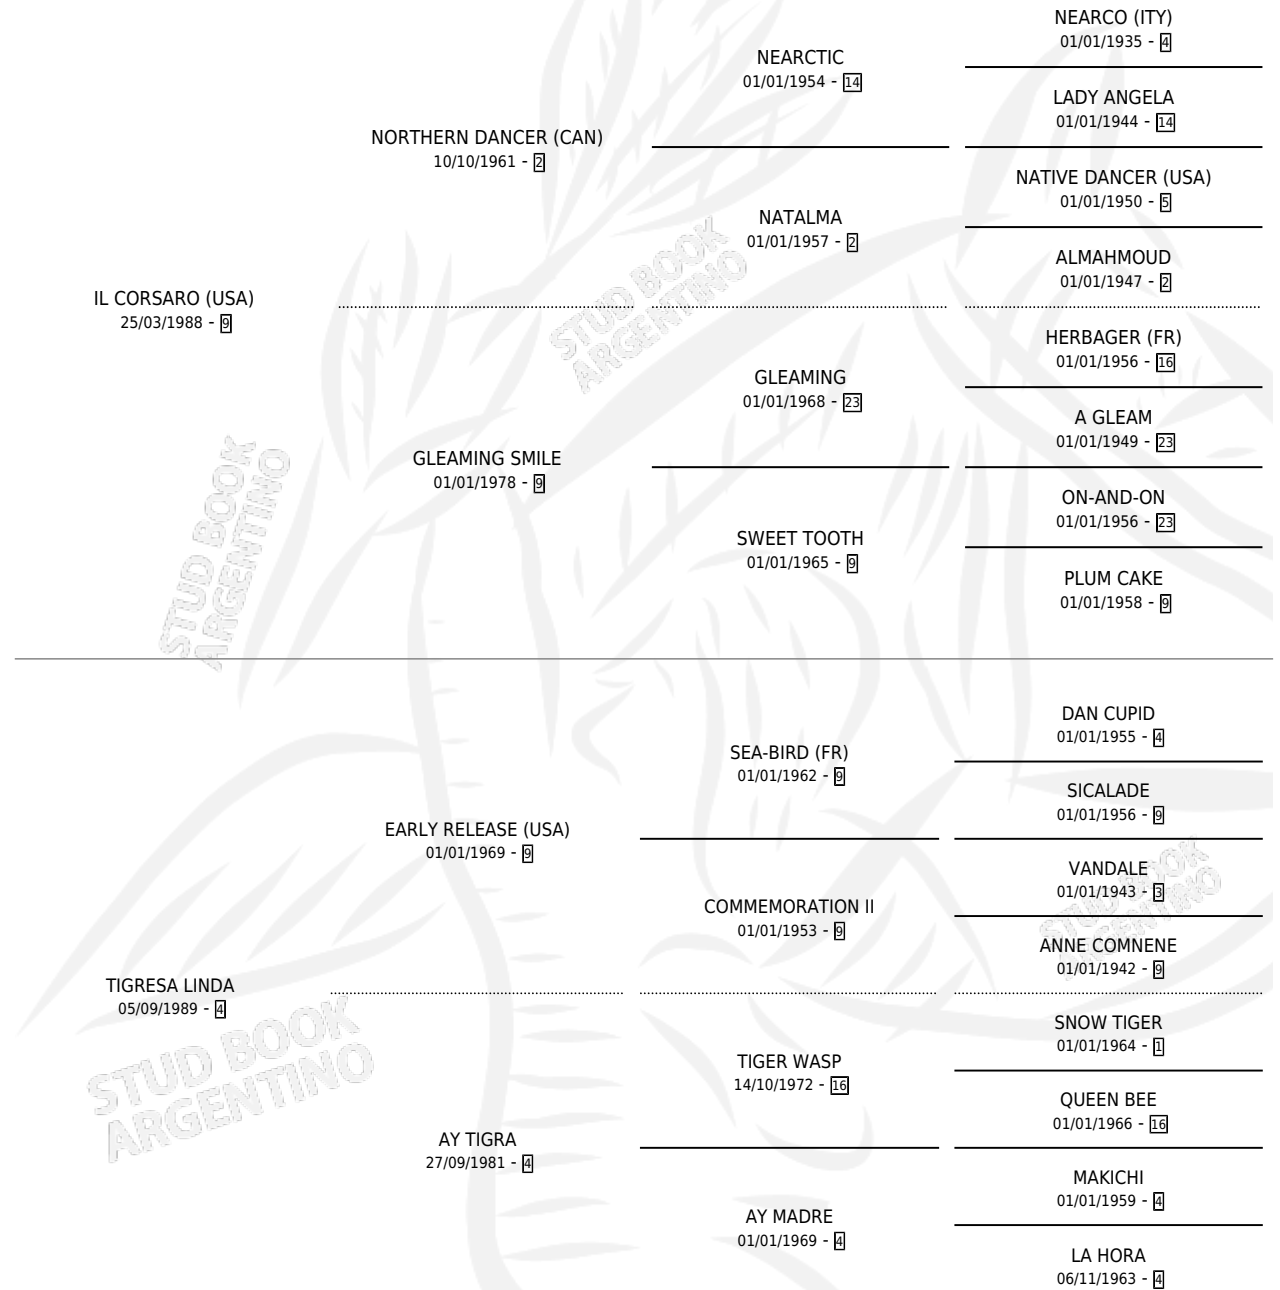 NEARCO (ITY)
01/01/1935 - 4
NEARCTIC
01/01/1954 - 14
LADY ANGELA
01/01/1944 - 14
NORTHERN DANCER (CAN)
10/10/1961 - 2
NATIVE DANCER (USA)
01/01/1950 - 5
NATALMA
01/01/1957 - 2
ALMAHMOUD
01/01/1947 - 2
IL CORSARO (USA)
25/03/1988 - 9
STUD BOOK
ARGENTINO
HERBAGER (FR)
01/01/1956 - 16
GLEAMING
01/01/1968 - 23
A GLEAM
01/01/1949 - 23
GLEAMING SMILE
01/01/1978 - 9
ON-AND-ON
01/01/1956 - 23
SWEET TOOTH
01/01/1965 - 9
PLUM CAKE
01/01/1958 - 9
STUD BOOK
ARGENTINO
DAN CUPID
01/01/1955 - 4
SEA-BIRD (FR)
01/01/1962 - 9
SICALADE
01/01/1956 - 9
EARLY RELEASE (USA)
01/01/1969 - 9
VANDALE
01/01/1943 - 3
COMMEMORATION II
01/01/1953 - 9
ANNE COMNENE
01/01/1942 - 9
STUD BOOK
ARGENTINO
TIGRESA LINDA
05/09/1989 - 4
SNOW TIGER
01/01/1964 - 1
TIGER WASP
14/10/1972 - 16
QUEEN BEE
01/01/1966 - 16
STUD BOOK
ARGENTINO
AY TIGRA
27/09/1981 - 4
MAKICHI
01/01/1959 - 4
AY MADRE
01/01/1969 - 4
LA HORA
06/11/1963 - 4